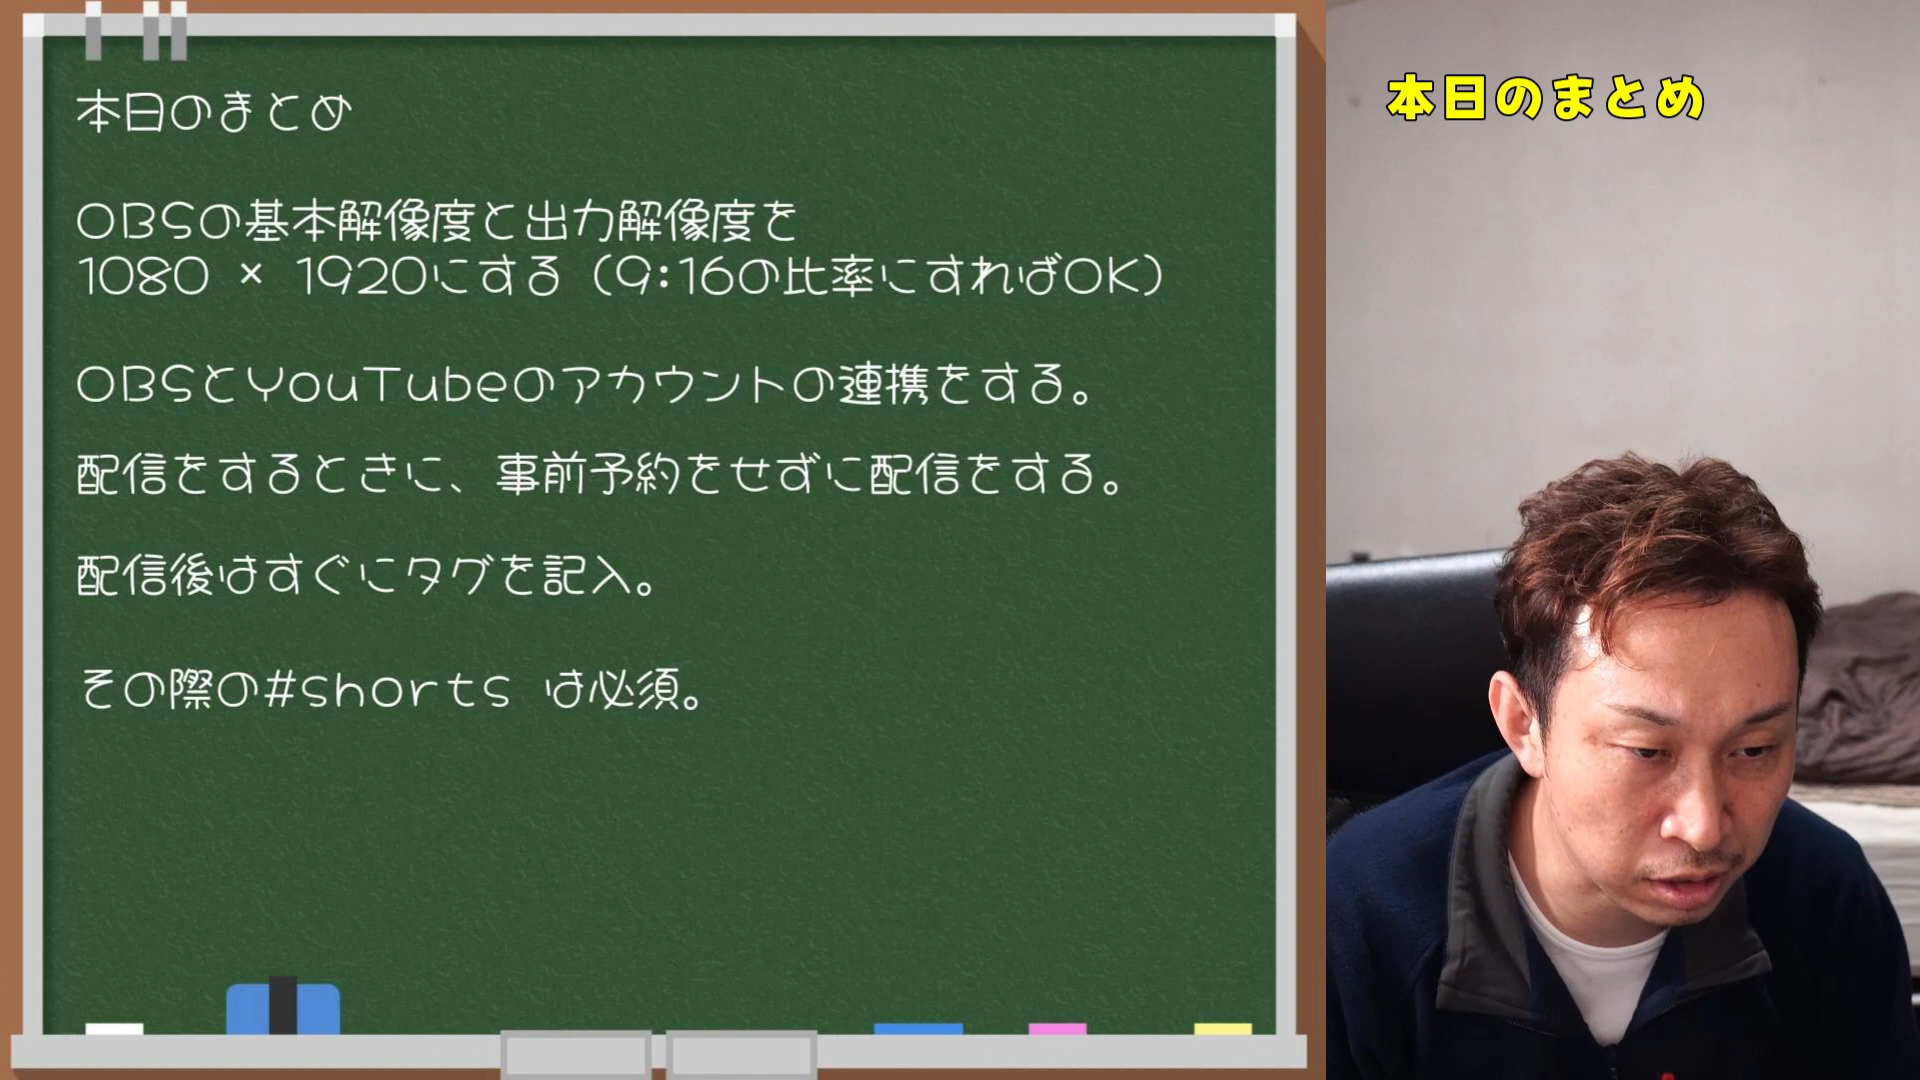 本日のまとめ
OBSの基本解像度と出力解像度を
1080 × 1920にする（9:16の比率にすればOK）
OBSとYouTubeのアカウントの連携をする。
配信をするときに、事前予約をせずに配信をする。
配信後はすぐにタグを記入。
その際の#shorts は必須。
本日のまとめ